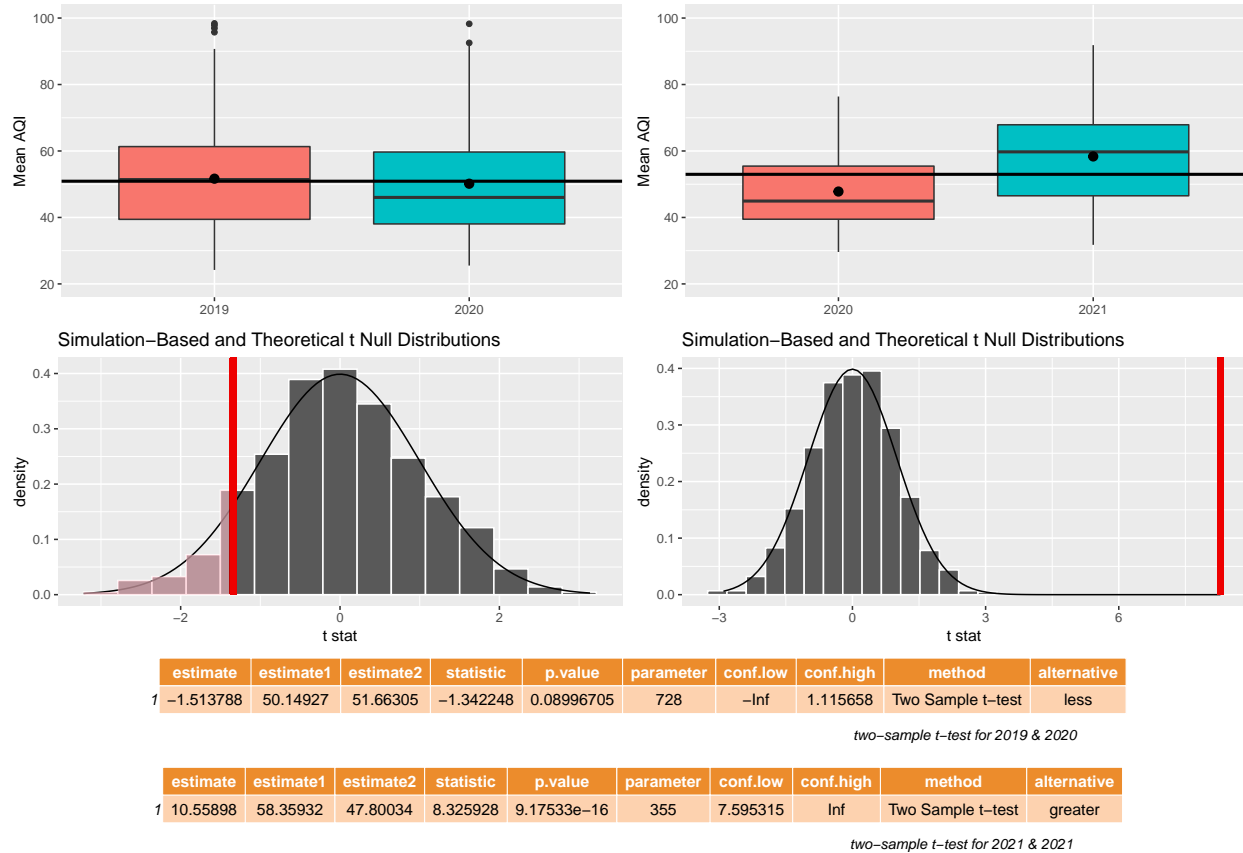 100
80
60
40
20
Mean AQI
2019 2020
100
80
60
40
20
Mean AQI
2020 2021
Simulation−Based and Theoretical t Null Distributions
0.4
0.3
0.2
0.1
0.0
density
−2 0 2
t stat
Simulation−Based and Theoretical t Null Distributions
0.4
0.3
0.2
0.1
0.0
density
−3 0 3 6
t stat
estimate estimate1 estimate2 statistic p.value parameter conf.low conf.high method alternative
1 −1.513788 50.14927 51.66305 −1.342248 0.08996705 728 −Inf 1.115658 Two Sample t−test less
two−sample t−test for 2019 & 2020
estimate estimate1 estimate2 statistic p.value parameter conf.low conf.high method alternative
1 10.55898 58.35932 47.80034 8.325928 9.17533e−16 355 7.595315 Inf Two Sample t−test greater
two−sample t−test for 2021 & 2021